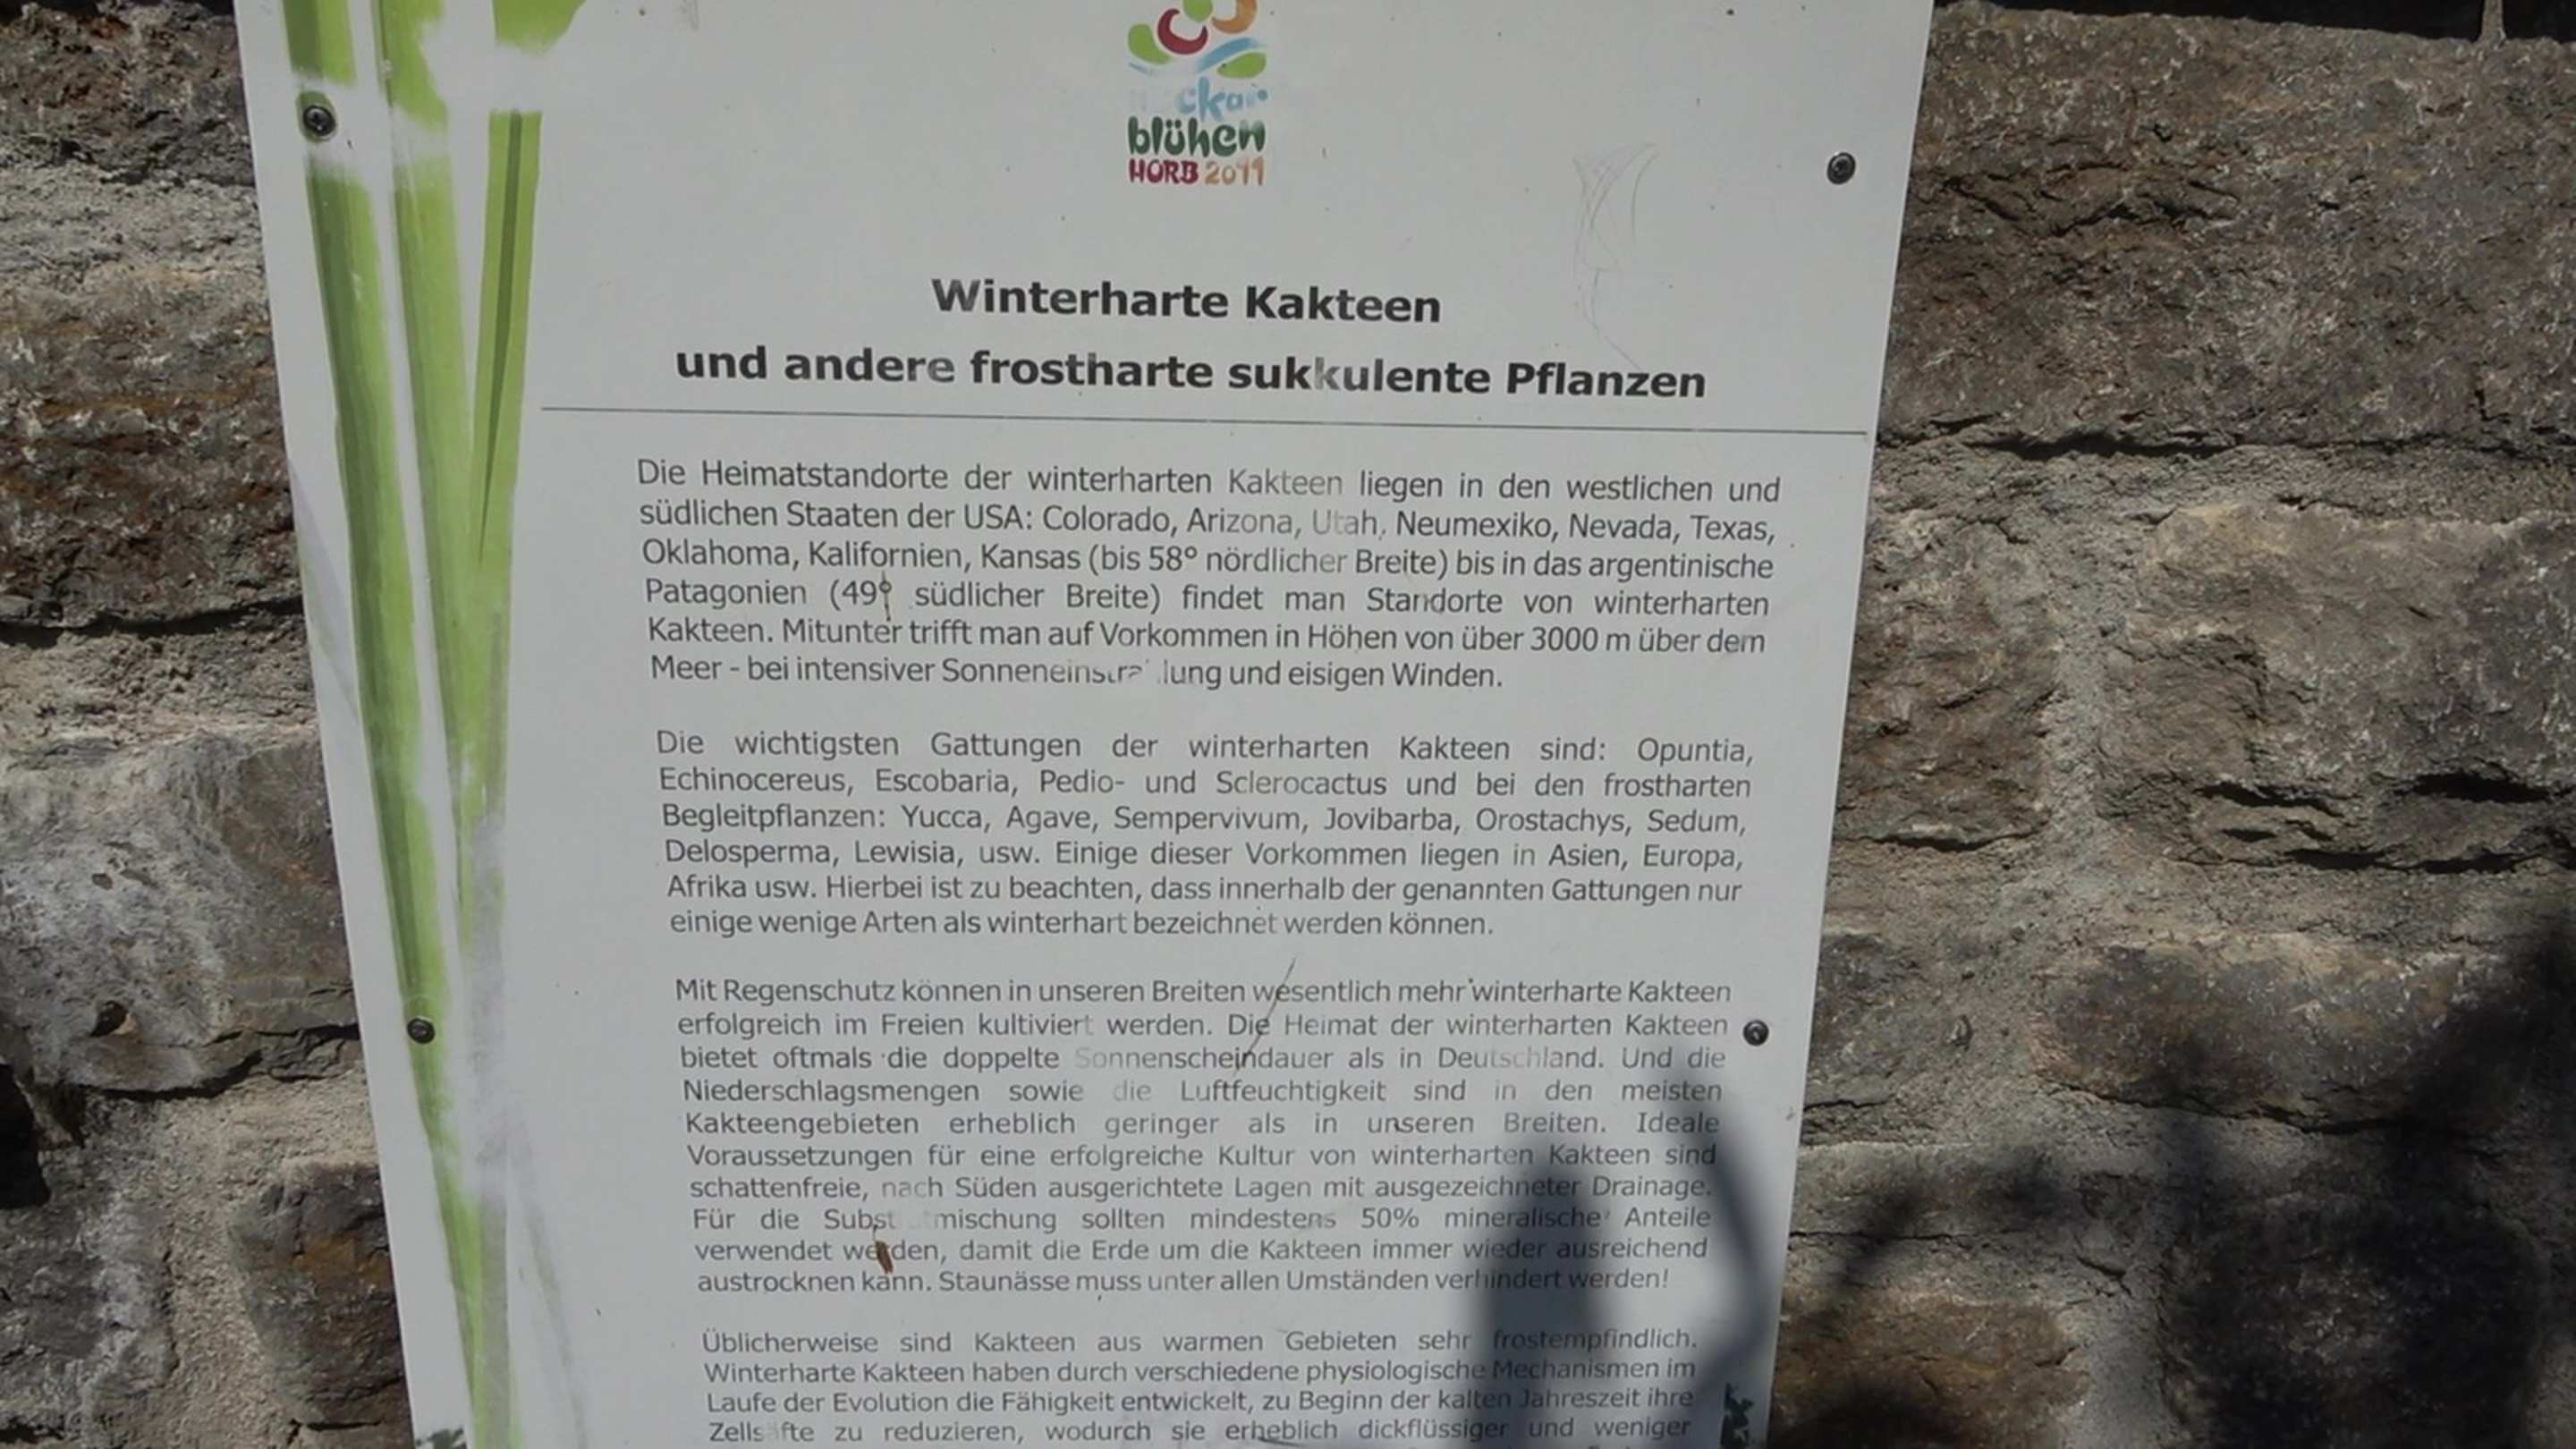 blühen
HORB 2011
Winterharte Kakteen
und andere frostharte sukkulente Pflanzen
Die Heimatstandorte der winterharten Kakteen liegen in den westlichen und
südlichen Staaten der USA: Colorado, Arizona, Utah, Neumexiko, Nevada, Texas,
Oklahoma, Kalifornien, Kansas (bis 58° nördlicher Breite) bis in das argentinische
Patagonien (49° südlicher Breite) findet man Standorte von winterharten
Kakteen. Mitunter trifft man auf Vorkommen in Höhen von über 3000 m über dem
Meer - bei intensiver Sonneneinstrahlung und eisigen Winden.
Die wichtigsten Gattungen der winterharten Kakteen sind: Opuntia,
Echinocereus, Escobaria, Pedio- und Sclerocactus und bei den frostharten
Begleitpflanzen: Yucca, Agave, Sempervivum, Jovibarba, Orostachys, Sedum,
Delosperma, Lewisia, usw. Einige dieser Vorkommen liegen in Asien, Europa,
Afrika usw. Hierbei ist zu beachten, dass innerhalb der genannten Gattungen nur
einige wenige Arten als winterhart bezeichnet werden können.
Mit Regenschutz können in unseren Breiten wesentlich mehr winterharte Kakteen
erfolgreich im Freien kultiviert werden. Die Heimat der winterharten Kakteen
bietet oftmals die doppelte Sonnenscheindauer als in Deutschland. Und die
Niederschlagsmengen sowie die Luftfeuchtigkeit sind in den meisten
Kakteengebieten erheblich geringer als in unseren Breiten. Ideale
Voraussetzungen für eine erfolgreiche Kultur von winterharten Kakteen sind
schattenfreie, nach Süden ausgerichtete Lagen mit ausgezeichneter Drainage.
Für die Substratmischung sollten mindestens 50% mineralische Anteile
verwendet werden, damit die Erde um die Kakteen immer wieder ausreichend
austrocknen kann. Staunässe muss unter allen Umständen verhindert werden!
Üblicherweise sind Kakteen aus warmen Gebieten sehr frostempfindlich.
Winterharte Kakteen haben durch verschiedene physiologische Mechanismen im
Laufe der Evolution die Fähigkeit entwickelt, zu Beginn der kalten Jahreszeit ihre
Zellsäfte zu reduzieren, wodurch sie erheblich dickflüssiger und weniger